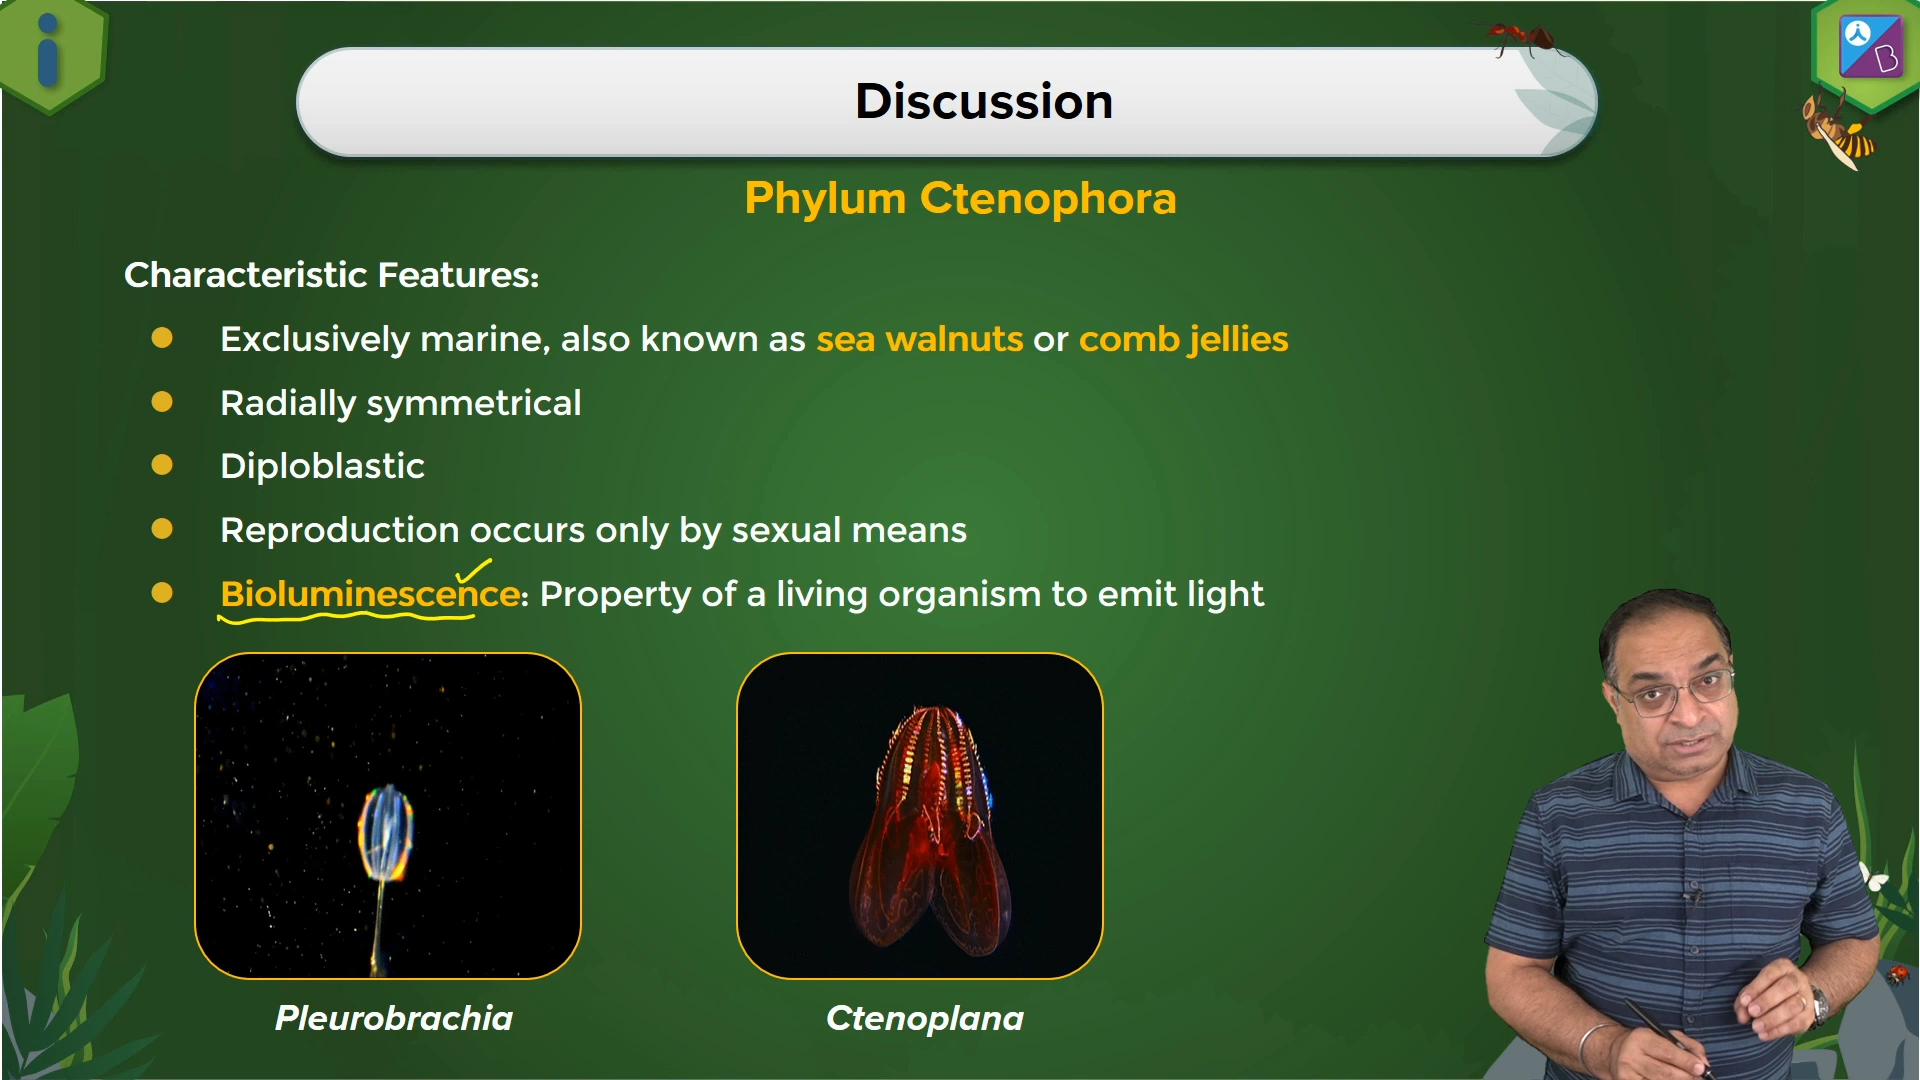 Discussion
Phylum Ctenophora
Characteristic Features:
Exclusively marine, also known as sea walnuts or comb jellies
Radially symmetrical
Diploblastic
Reproduction occurs only by sexual means
Bioluminescence: Property of a living organism to emit light
Pleurobrachia
Ctenoplana
B